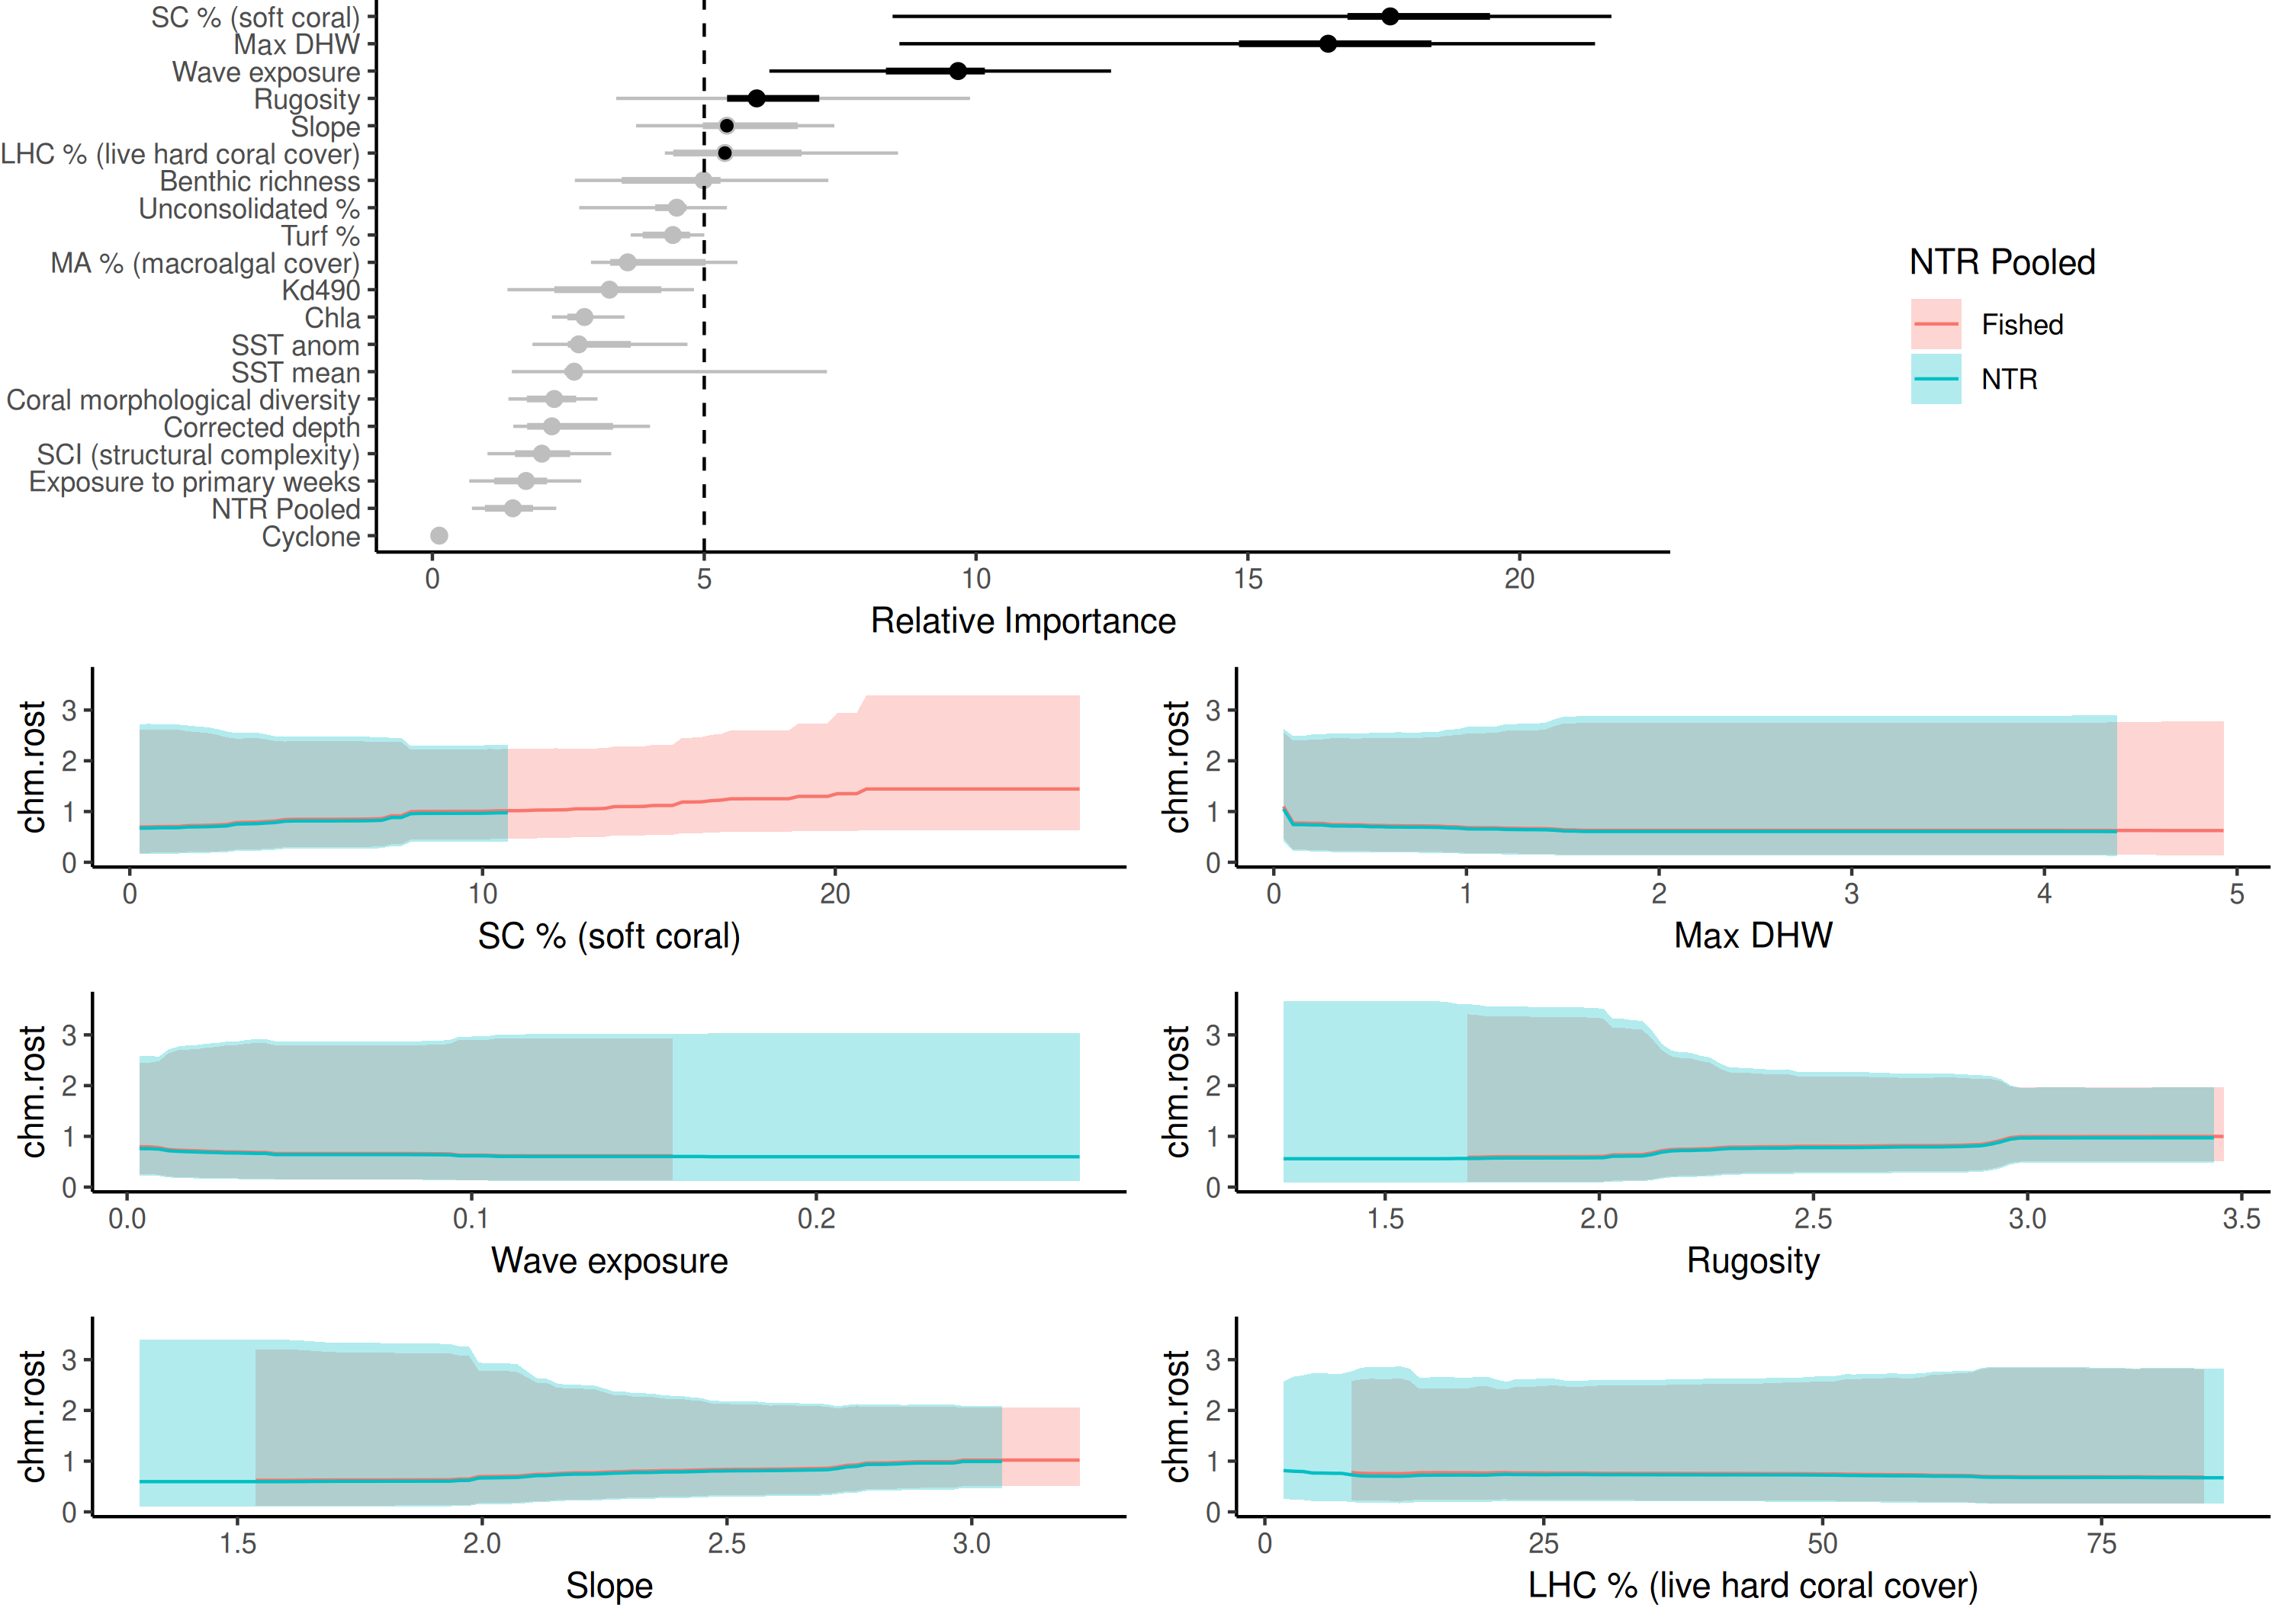 SC % (soft coral)
Max DHW
Wave exposure
Rugosity
Slope
LHC % (live hard coral cover)
Benthic richness
Unconsolidated %
Turf %
MA % (macroalgal cover)
Kd490
Chla
SST anom
SST mean
Coral morphological diversity
Corrected depth
SCI (structural complexity)
Exposure to primary weeks
NTR Pooled
Cyclone
0 5 10 15 20
Relative Importance
NTR Pooled
Fished
NTR
chm.rost
3
2
1
0
0 10 20
SC % (soft coral)
chm.rost
3
2
1
0
0 1 2 3 4 5
Max DHW
chm.rost
3
2
1
0
0.0 0.1 0.2
Wave exposure
chm.rost
3
2
1
0
1.5 2.0 2.5 3.0 3.5
Rugosity
chm.rost
3
2
1
0
1.5 2.0 2.5 3.0
Slope
chm.rost
3
2
1
0
0 25 50 75
LHC % (live hard coral cover)